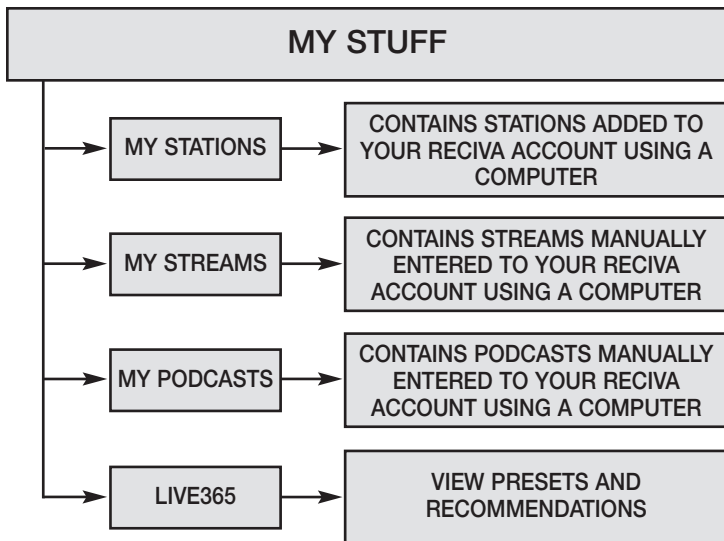 MY STUFF
MY STATIONS
CONTAINS STATIONS ADDED TO
YOUR RECIVA ACCOUNT USING A
COMPUTER
MY STREAMS
CONTAINS STREAMS MANUALLY
ENTERED TO YOUR RECIVA
ACCOUNT USING A COMPUTER
MY PODCASTS
CONTAINS PODCASTS MANUALLY
ENTERED TO YOUR RECIVA
ACCOUNT USING A COMPUTER
LIVE365
VIEW PRESETS AND
RECOMMENDATIONS